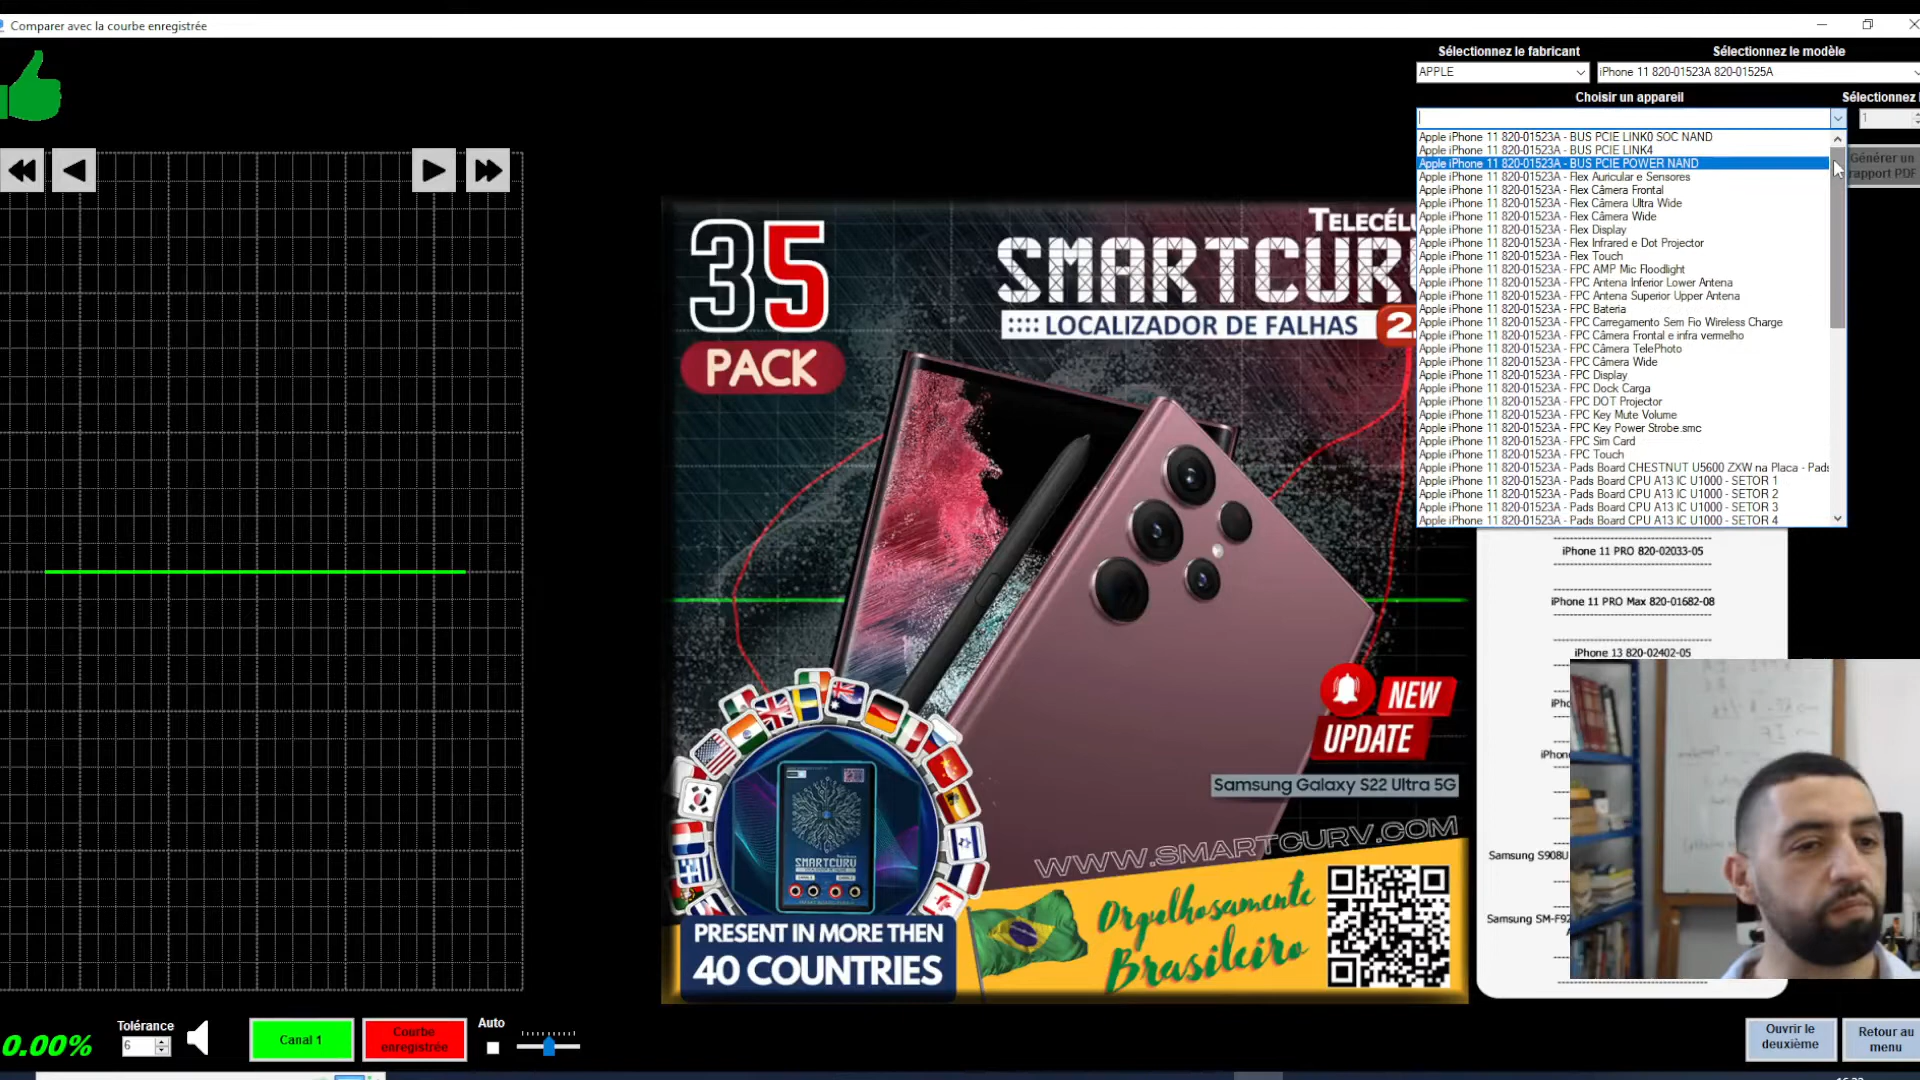 Comparer avec la courbe enregistrée
Sélectionnez le fabricant
Sélectionnez le modèle
APPLE
iPhone 11 820-01523A 820-01525A
Choisir un appareil
Sélectionnez l
1
Générer un
rapport PDF
Apple iPhone 11 820-01523A - BUS PCIE LINK0 SOC NAND
Apple iPhone 11 820-01523A - BUS PCIE LINK4
Apple iPhone 11 820-01523A - BUS PCIE POWER NAND
Apple iPhone 11 820-01523A - Flex Auricular e Sensores
Apple iPhone 11 820-01523A - Flex Câmera Frontal
Apple iPhone 11 820-01523A - Flex Câmera Ultra Wide
Apple iPhone 11 820-01523A - Flex Câmera Wide
Apple iPhone 11 820-01523A - Flex Display
Apple iPhone 11 820-01523A - Flex Infrared e Dot Projector
Apple iPhone 11 820-01523A - Flex Touch
Apple iPhone 11 820-01523A - FPC AMP Mic Floodlight
Apple iPhone 11 820-01523A - FPC Antena Inferior Lower Antena
Apple iPhone 11 820-01523A - FPC Antena Superior Upper Antena
Apple iPhone 11 820-01523A - FPC Bateria
Apple iPhone 11 820-01523A - FPC Carregamento Sem Fio Wireless Charge
Apple iPhone 11 820-01523A - FPC Câmera Frontal e infra vermelho
Apple iPhone 11 820-01523A - FPC Câmera TelePhoto
Apple iPhone 11 820-01523A - FPC Câmera Wide
Apple iPhone 11 820-01523A - FPC Display
Apple iPhone 11 820-01523A - FPC Dock Carga
Apple iPhone 11 820-01523A - FPC DOT Projector
Apple iPhone 11 820-01523A - FPC Key Mute Volume
Apple iPhone 11 820-01523A - FPC Key Power Strobe.smc
Apple iPhone 11 820-01523A - FPC Sim Card
Apple iPhone 11 820-01523A - FPC Touch
Apple iPhone 11 820-01523A - Pads Board CHESTNUT U5600 ZXW na Placa - Pads
Apple iPhone 11 820-01523A - Pads Board CPU A13 IC U1000 - SETOR 1
Apple iPhone 11 820-01523A - Pads Board CPU A13 IC U1000 - SETOR 2
Apple iPhone 11 820-01523A - Pads Board CPU A13 IC U1000 - SETOR 3
Apple iPhone 11 820-01523A - Pads Board CPU A13 IC U1000 - SETOR 4
iPhone 11 PRO 820-02033-05
iPhone 11 PRO Max 820-01682-08
iPhone 13 820-02402-05
iPho
iPhon
Samsung S908U
Samsung SM-F9
35
PACK
TELECÉLU
SMARTCUR
LOCALIZADOR DE FALHAS
2
NEW
UPDATE
Samsung Galaxy S22 Ultra 5G
WWW.SMARTCURV.COM
SMARTCURV
Orgulhosamente
Brasileiro
PRESENT IN MORE THEN
40 COUNTRIES
0.00%
Tolérance
6
Canal 1
Courbe
enregistrée
Auto
Ouvrir le
deuxième
Retour au
menu